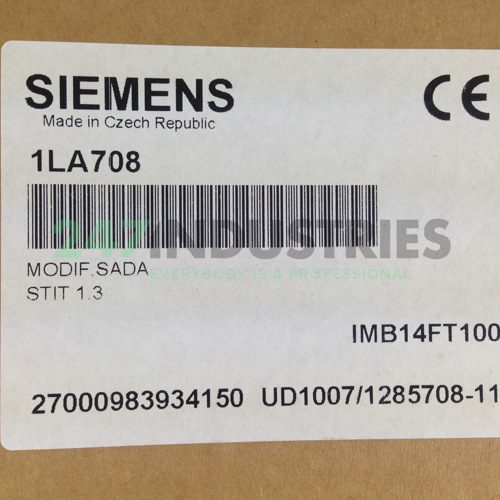 SIEMENS
Made in Czech Republic
CE
1LA708
247INDUSTRIES
EVERYBODY IS A PROFESSIONAL
MODIF.SADA
STIT 1.3
IMB14FT100
27000983934150 UD1007/1285708-11